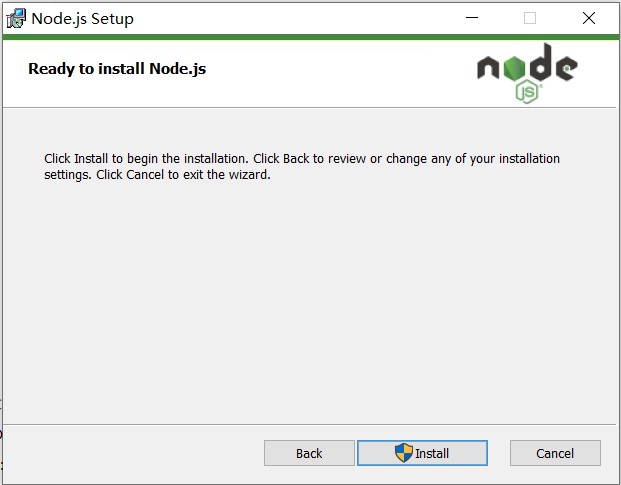 Node.js Setup
Ready to install Node.js
node
JS
Click Install to begin the installation. Click Back to review or change any of your installation
settings. Click Cancel to exit the wizard.
Back
Install
Cancel